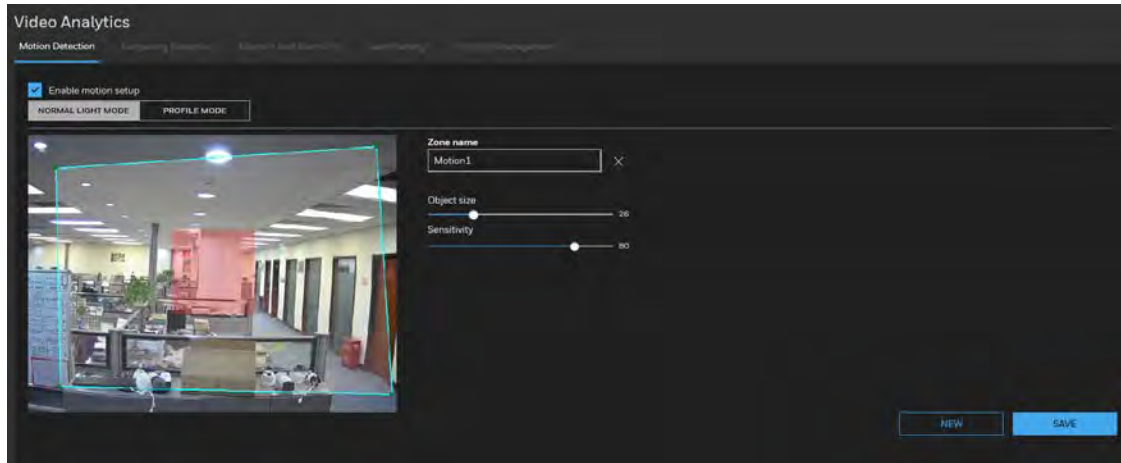 Video Analytics
Motion Detection
Enable motion setup
NORMAL LIGHT MODE PROFILE MODE
Zone name
Motion1
Object size
26
Sensitivity
80
NEW SAVE